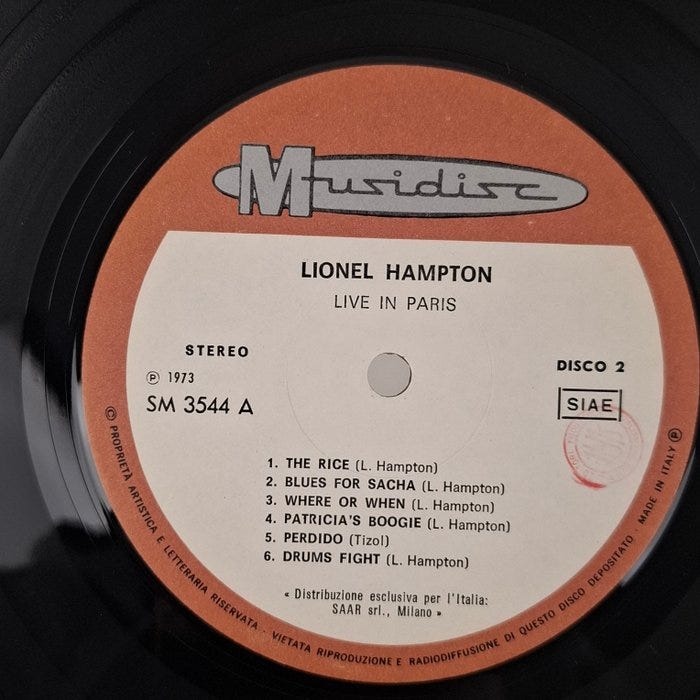 Musidisc
LIONEL HAMPTON
LIVE IN PARIS
STEREO
Ⓟ 1973
SM 3544 A
DISCO 2
SIAE
1. THE RICE (L. Hampton)
2. BLUES FOR SACHA (L. Hampton)
3. WHERE OR WHEN (L. Hampton)
4. PATRICIA'S BOOGIE (L. Hampton)
5. PERDIDO (Tizol)
6. DRUMS FIGHT (L. Hampton)
« Distribuzione esclusiva per l'Italia:
SAAR srl., Milano »
© PROPRIETÀ ARTISTICA E LETTERARIA RISERVATA · VIETATA RIPRODUZIONE E RADIODIFFUSIONE DI QUESTO DISCO DEPOSITATO · MADE IN ITALY Ⓟ